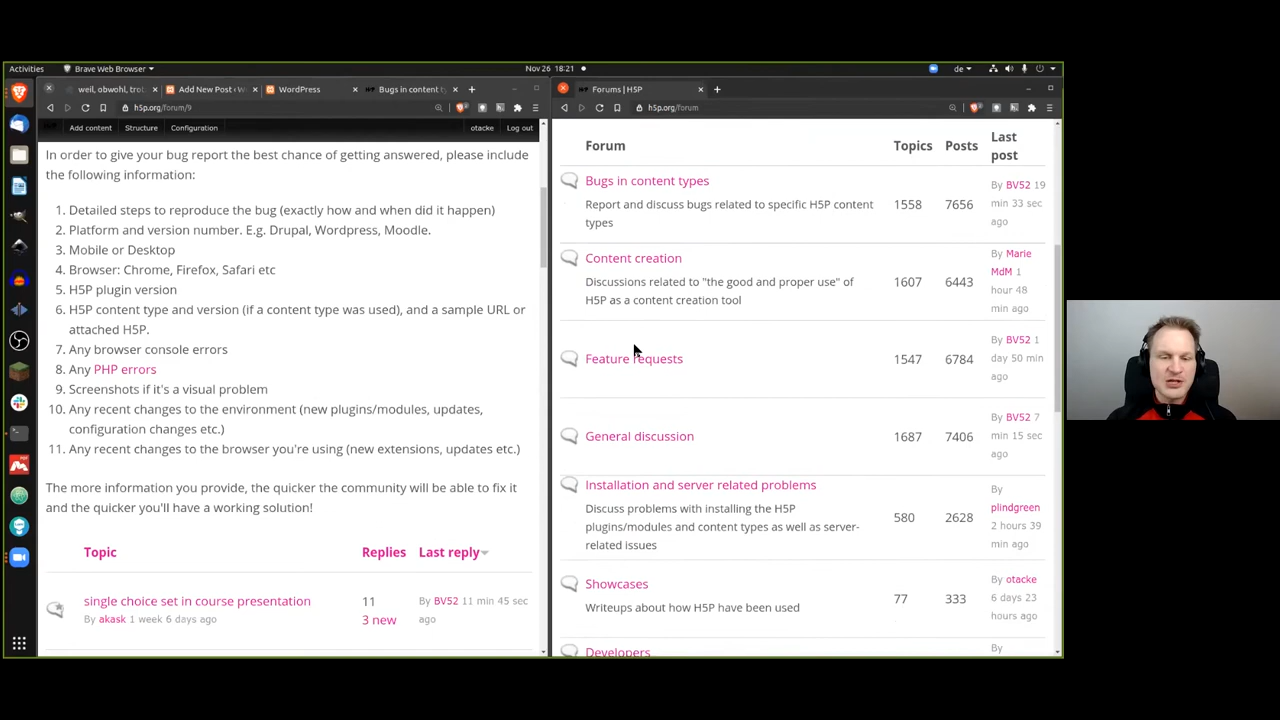 Activities
Brave Web Browser
Nov 26 18:21
de
weil, obwohl, trot
Add New Post ‹ W
WordPress
Bugs in content ty
h5p.org/forum/9
Add content
Structure
Configuration
otacke
Log out
In order to give your bug report the best chance of getting answered, please include
the following information:
1. Detailed steps to reproduce the bug (exactly how and when did it happen)
2. Platform and version number. E.g. Drupal, Wordpress, Moodle.
3. Mobile or Desktop
4. Browser: Chrome, Firefox, Safari etc
5. H5P plugin version
6. H5P content type and version (if a content type was used), and a sample URL or
attached H5P.
7. Any browser console errors
8. Any PHP errors
9. Screenshots if it's a visual problem
10. Any recent changes to the environment (new plugins/modules, updates,
configuration changes etc.)
11. Any recent changes to the browser you're using (new extensions, updates etc.)
The more information you provide, the quicker the community will be able to fix it
and the quicker you'll have a working solution!
Topic Replies Last reply
single choice set in course presentation 11 By BV52 11 min 45 sec
By akask 1 week 6 days ago 3 new ago
Forums | H5P
h5p.org/forum
Forum Topics Posts Last
post
Bugs in content types
Report and discuss bugs related to specific H5P content
types
1558 7656
By BV52 19
min 33 sec
ago
Content creation
Discussions related to "the good and proper use" of
H5P as a content creation tool
1607 6443
By Marie
MdM 1
hour 48
min ago
Feature requests
1547 6784
By BV52 1
day 50 min
ago
General discussion
1687 7406
By BV52 7
min 15 sec
ago
Installation and server related problems
Discuss problems with installing the H5P
plugins/modules and content types as well as server-
related issues
580 2628
By
plindgreen
2 hours 39
min ago
Showcases
Writeups about how H5P have been used
77 333
By otacke
6 days 23
hours ago
Developers
By